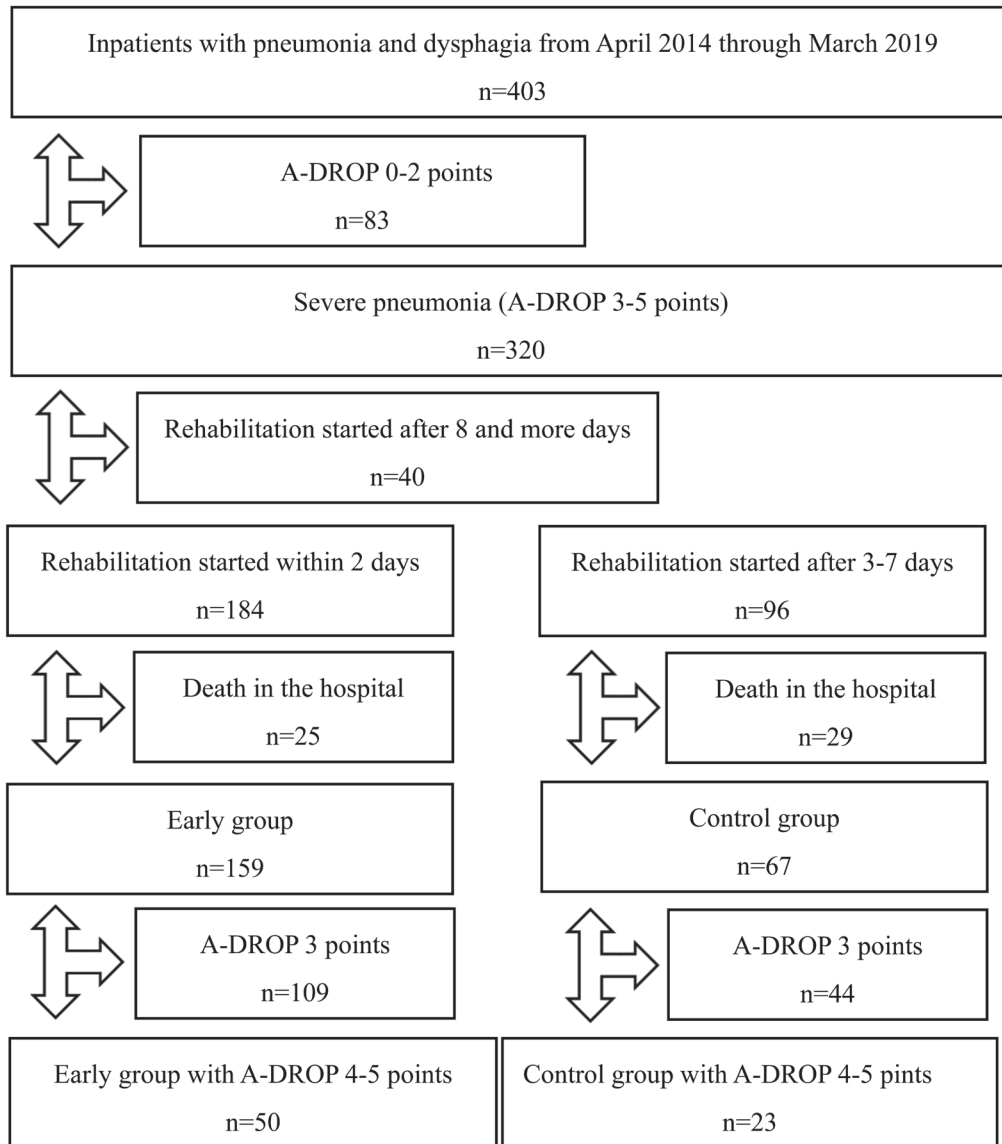 Inpatients with pneumonia and dysphagia from April 2014 through March 2019
n=403
A-DROP 0-2 points
n=83
Severe pneumonia (A-DROP 3-5 points)
n=320
Rehabilitation started after 8 and more days
n=40
Rehabilitation started within 2 days
n=184
Rehabilitation started after 3-7 days
n=96
Death in the hospital
n=25
Death in the hospital
n=29
Early group
n=159
Control group
n=67
A-DROP 3 points
n=109
A-DROP 3 points
n=44
Early group with A-DROP 4-5 points
n=50
Control group with A-DROP 4-5 pints
n=23